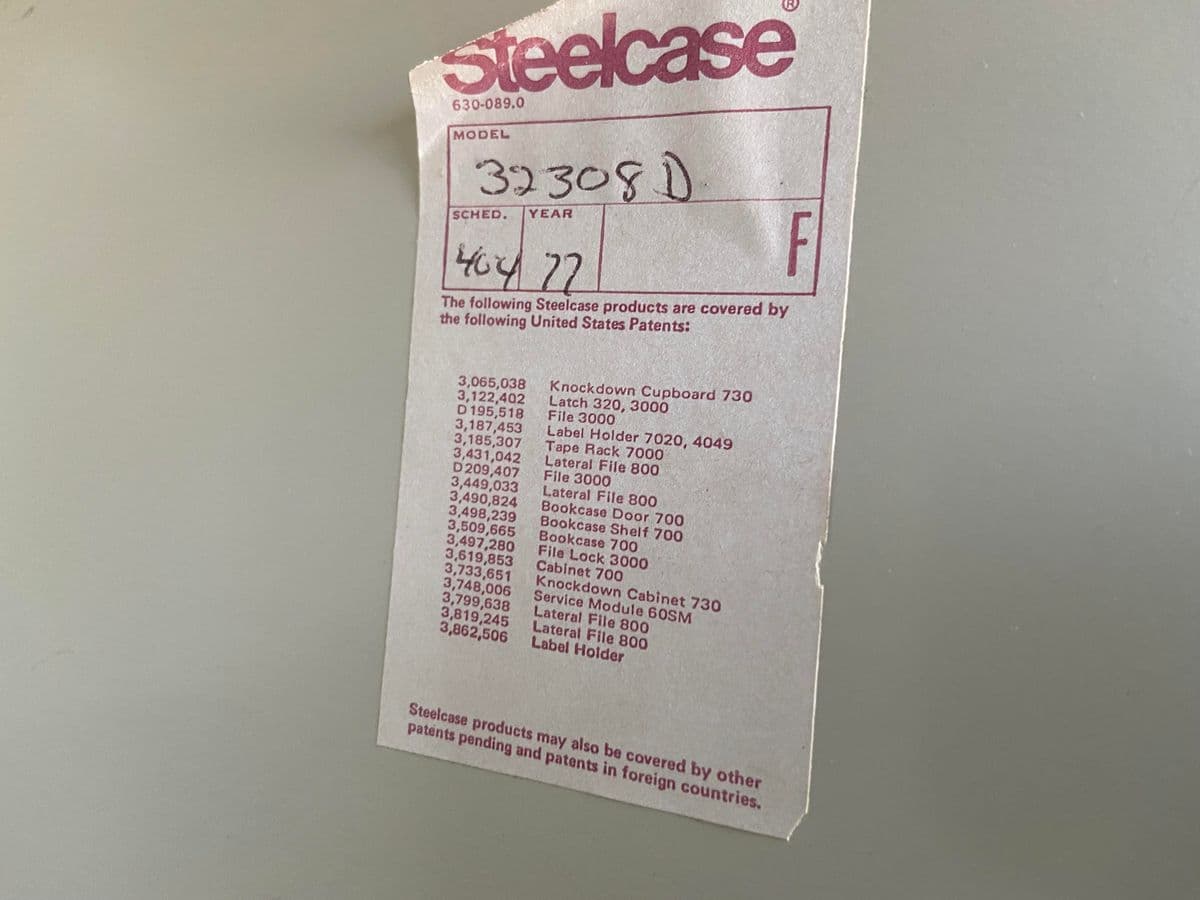 Steelcase®
630-089.0
MODEL
32308D
SCHED. YEAR
404 77
F
The following Steelcase products are covered by
the following United States Patents:
3,065,038 Knockdown Cupboard 730
3,122,402 Latch 320, 3000
D195,518 File 3000
3,187,453 Label Holder 7020, 4049
3,185,307 Tape Rack 7000
3,431,042 Lateral File 800
D209,407 File 3000
3,449,033 Lateral File 800
3,490,824 Bookcase Door 700
3,498,239 Bookcase Shelf 700
3,509,665 Bookcase 700
3,497,280 File Lock 3000
3,619,853 Cabinet 700
3,733,651 Knockdown Cabinet 730
3,748,006 Service Module 60SM
3,799,638 Lateral File 800
3,819,245 Lateral File 800
3,862,506 Label Holder
Steelcase products may also be covered by other
patents pending and patents in foreign countries.